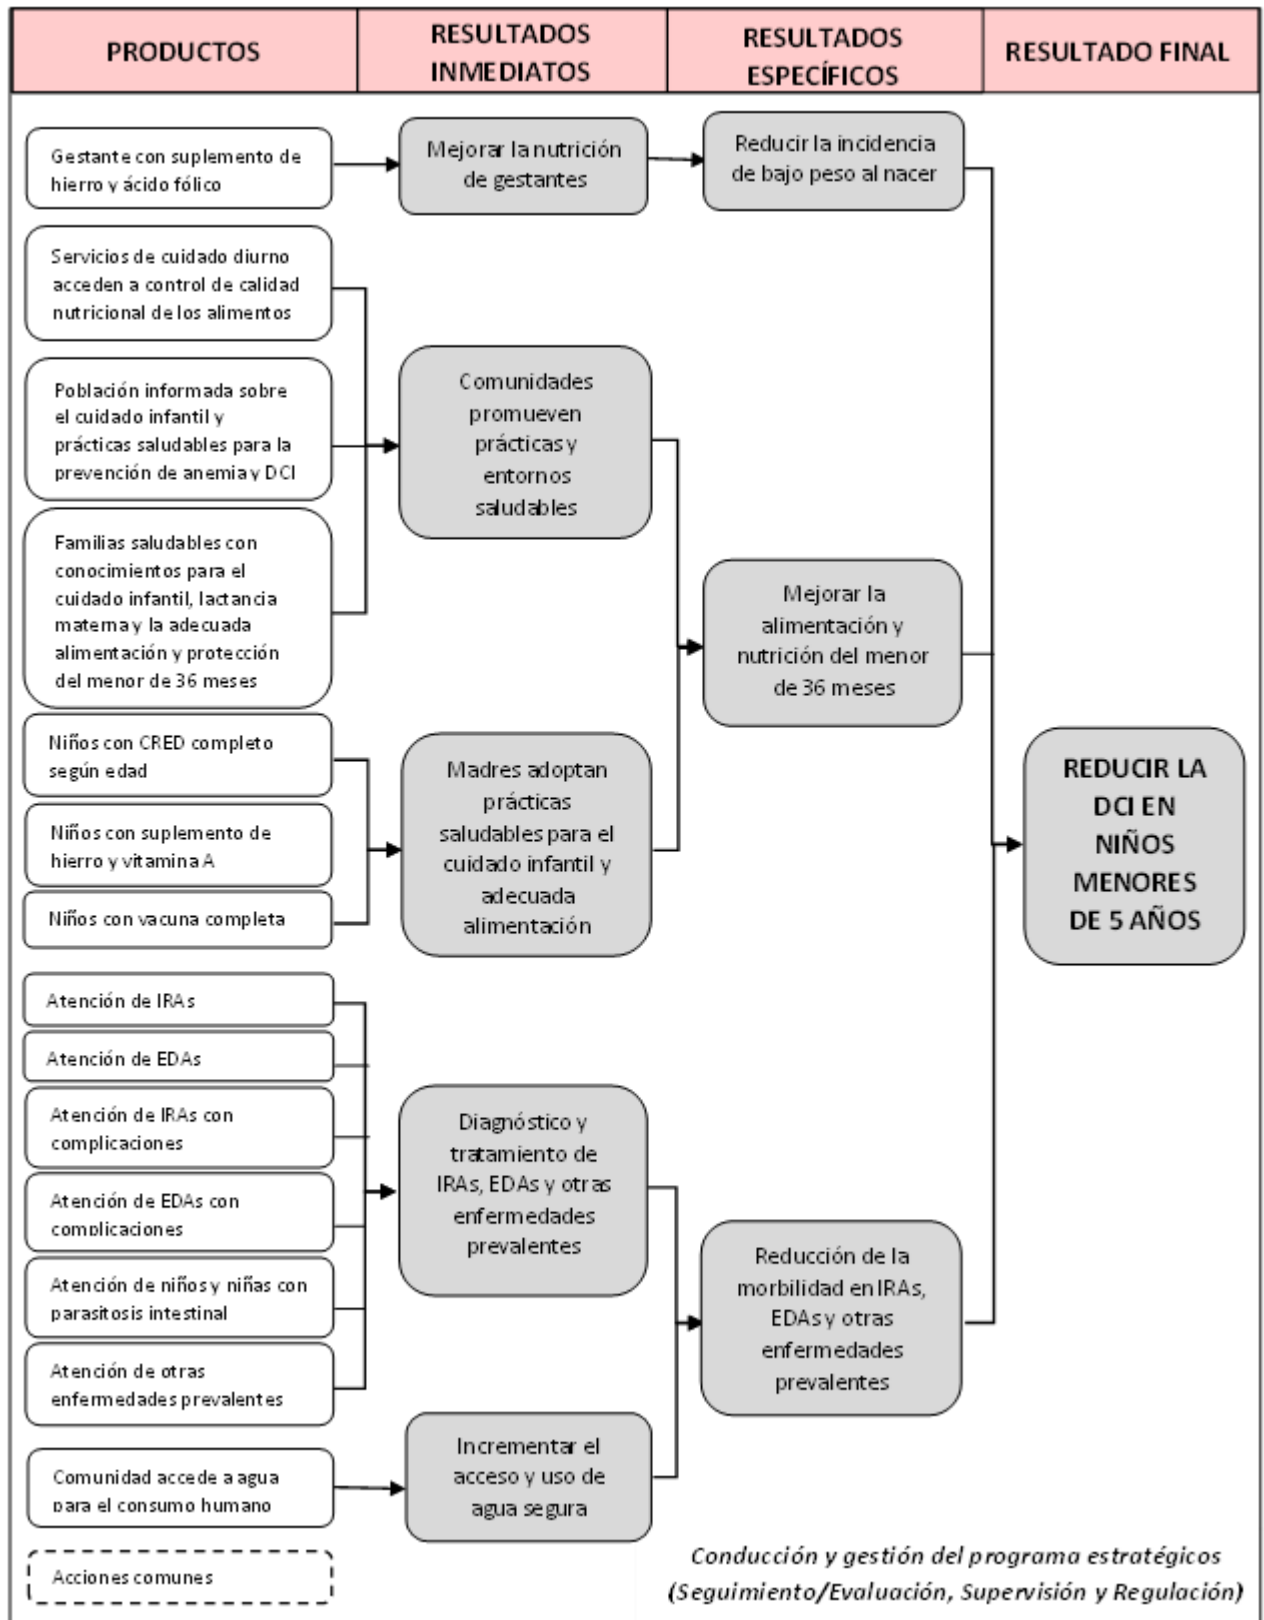 PRODUCTOS
RESULTADOS
INMEDIATOS
RESULTADOS
ESPECÍFICOS
RESULTADO FINAL
Gestante con suplemento de
hierro y ácido fólico
Mejorar la nutrición
de gestantes
Reducir la incidencia
de bajo peso al nacer
Servicios de cuidado diurno
acceden a control de calidad
nutricional de los alimentos
Población informada sobre
el cuidado infantil y
prácticas saludables para la
prevención de anemia y DCI
Familias saludables con
conocimientos para el
cuidado infantil, lactancia
materna y la adecuada
alimentación y protección
del menor de 36 meses
Comunidades
promueven
prácticas y
entornos
saludables
Niños con CRED completo
según edad
Niños con suplemento de
hierro y vitamina A
Niños con vacuna completa
Madres adoptan
prácticas
saludables para el
cuidado infantil y
adecuada
alimentación
Mejorar la
alimentación y
nutrición del menor
de 36 meses
Atención de IRAs
Atención de EDAs
Atención de IRAs con
complicaciones
Atención de EDAs con
complicaciones
Atención de niños y niñas con
parasitosis intestinal
Atención de otras
enfermedades prevalentes
Diagnóstico y
tratamiento de
IRAs, EDAs y otras
enfermedades
prevalentes
Comunidad accede a agua
para el consumo humano
Incrementar el
acceso y uso de
agua segura
Reducción de la
morbilidad en IRAs,
EDAs y otras
enfermedades
prevalentes
REDUCIR LA
DCI EN
NIÑOS
MENORES
DE 5 AÑOS
Acciones comunes
Conducción y gestión del programa estratégicos
(Seguimiento/Evaluación, Supervisión y Regulación)